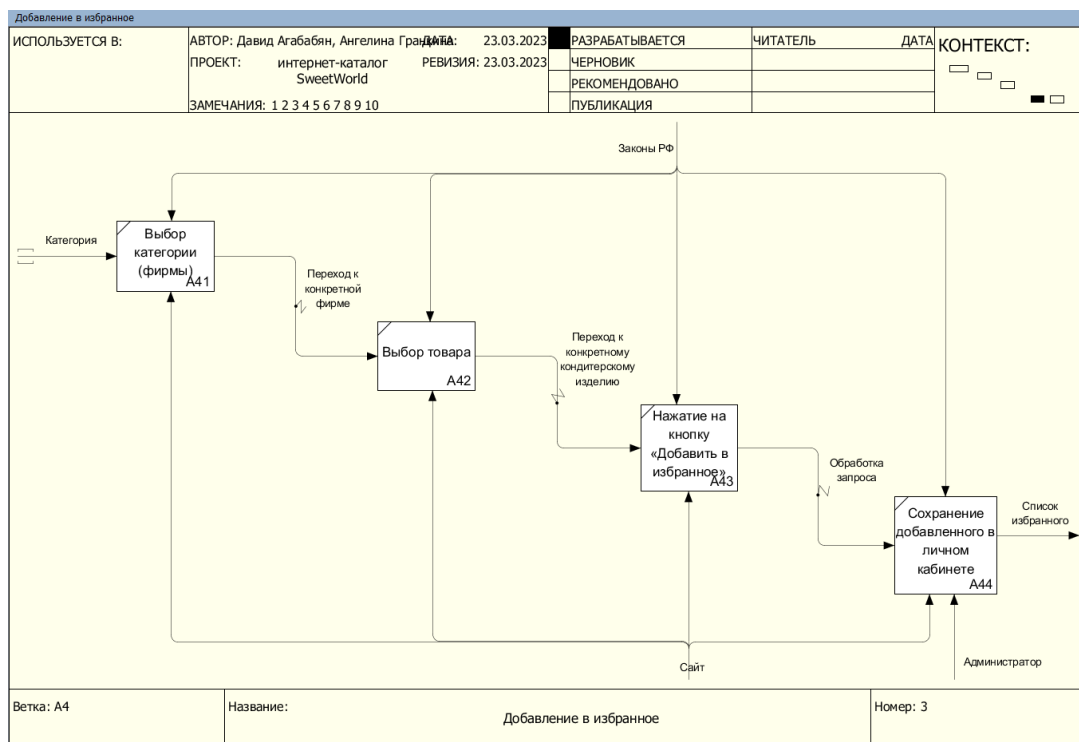 Добавление в избранное
ИСПОЛЬЗУЕТСЯ В:
АВТОР: Давид Агабабян, Ангелина
ДАТА: 23.03.2023
ПРОЕКТ: интернет-каталог
SweetWorld
РЕВИЗИЯ: 23.03.2023
ЗАМЕЧАНИЯ: 1 2 3 4 5 6 7 8 9 10
РАЗРАБАТЫВАЕТСЯ
ЧЕРНОВИК
РЕКОМЕНДОВАНО
ПУБЛИКАЦИЯ
ЧИТАТЕЛЬ
ДАТА
КОНТЕКСТ:
Законы РФ
Категория
Выбор
категории
(фирмы)
A41
Переход к
конкретной
фирме
Выбор товара
A42
Переход к
конкретному
кондитерскому
изделию
Нажатие на
кнопку
«Добавить в
избранное»
A43
Обработка
запроса
Сохранение
добавленного в
личном
кабинете
A44
Список
избранного
Сайт
Администратор
Ветка: A4
Название:
Добавление в избранное
Номер: 3